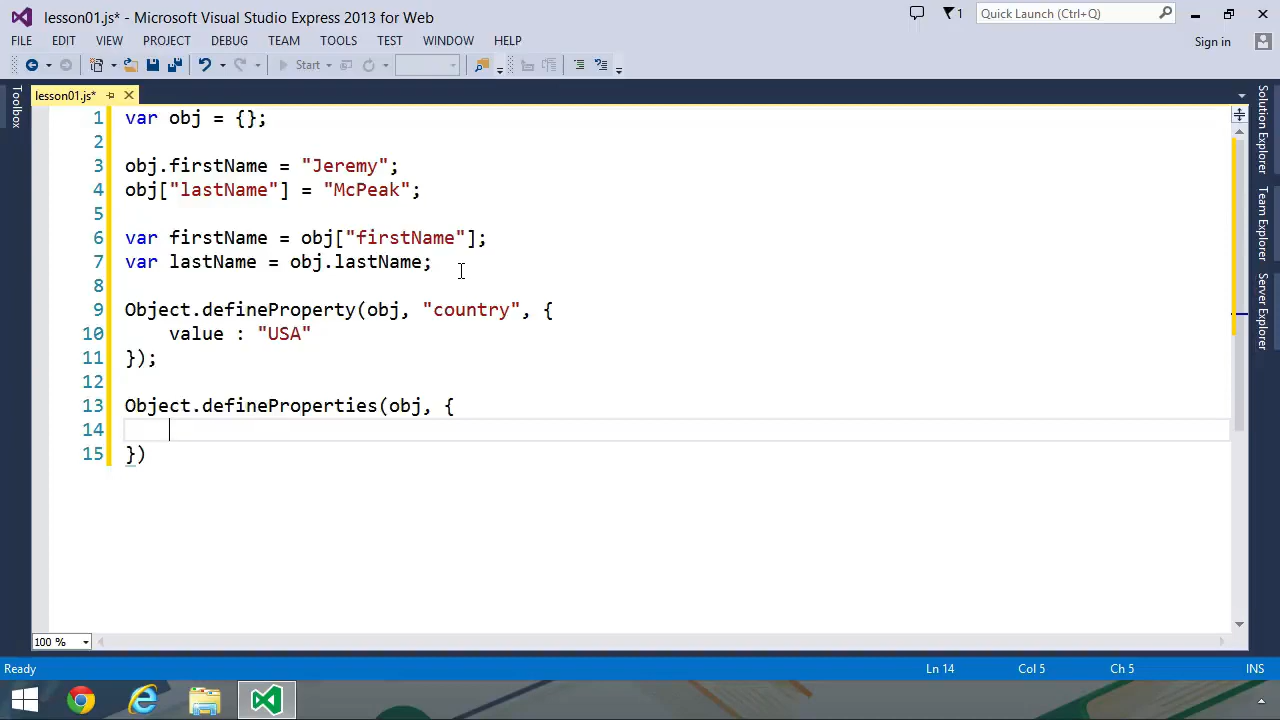 lesson01.js* - Microsoft Visual Studio Express 2013 for Web
1
Quick Launch (Ctrl+Q)
FILE EDIT VIEW PROJECT DEBUG TEAM TOOLS TEST WINDOW HELP
Sign in
Start
lesson01.js*
Toolbox
1 var obj = {};
2
3 obj.firstName = "Jeremy";
4 obj["lastName"] = "McPeak";
5
6 var firstName = obj["firstName"];
7 var lastName = obj.lastName;
8
9 Object.defineProperty(obj, "country", {
10     value : "USA"
11 });
12
13 Object.defineProperties(obj, {
14
15 })
Solution Explorer
Team Explorer
Server Explorer
100 %
Ready
Ln 14
Col 5
Ch 5
INS